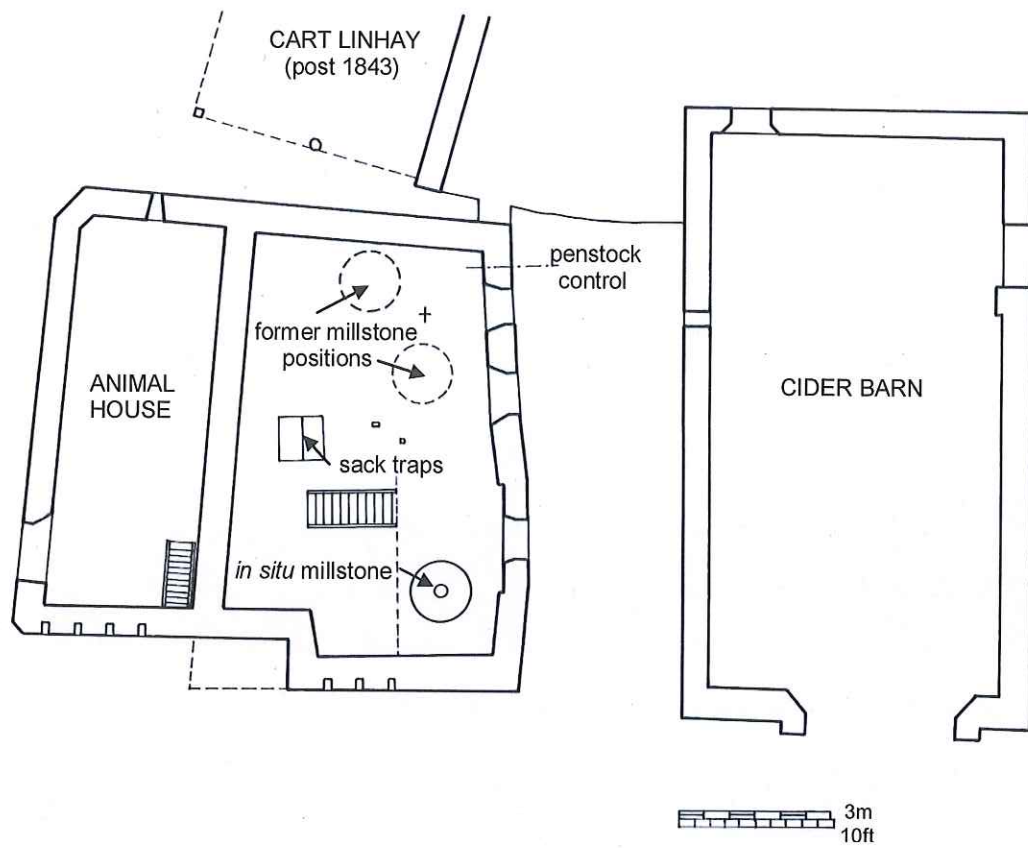 CART LINHAY
(post 1843)
penstock
control
former millstone
positions
ANIMAL
HOUSE
CIDER BARN
sack traps
in situ millstone
3m
10ft